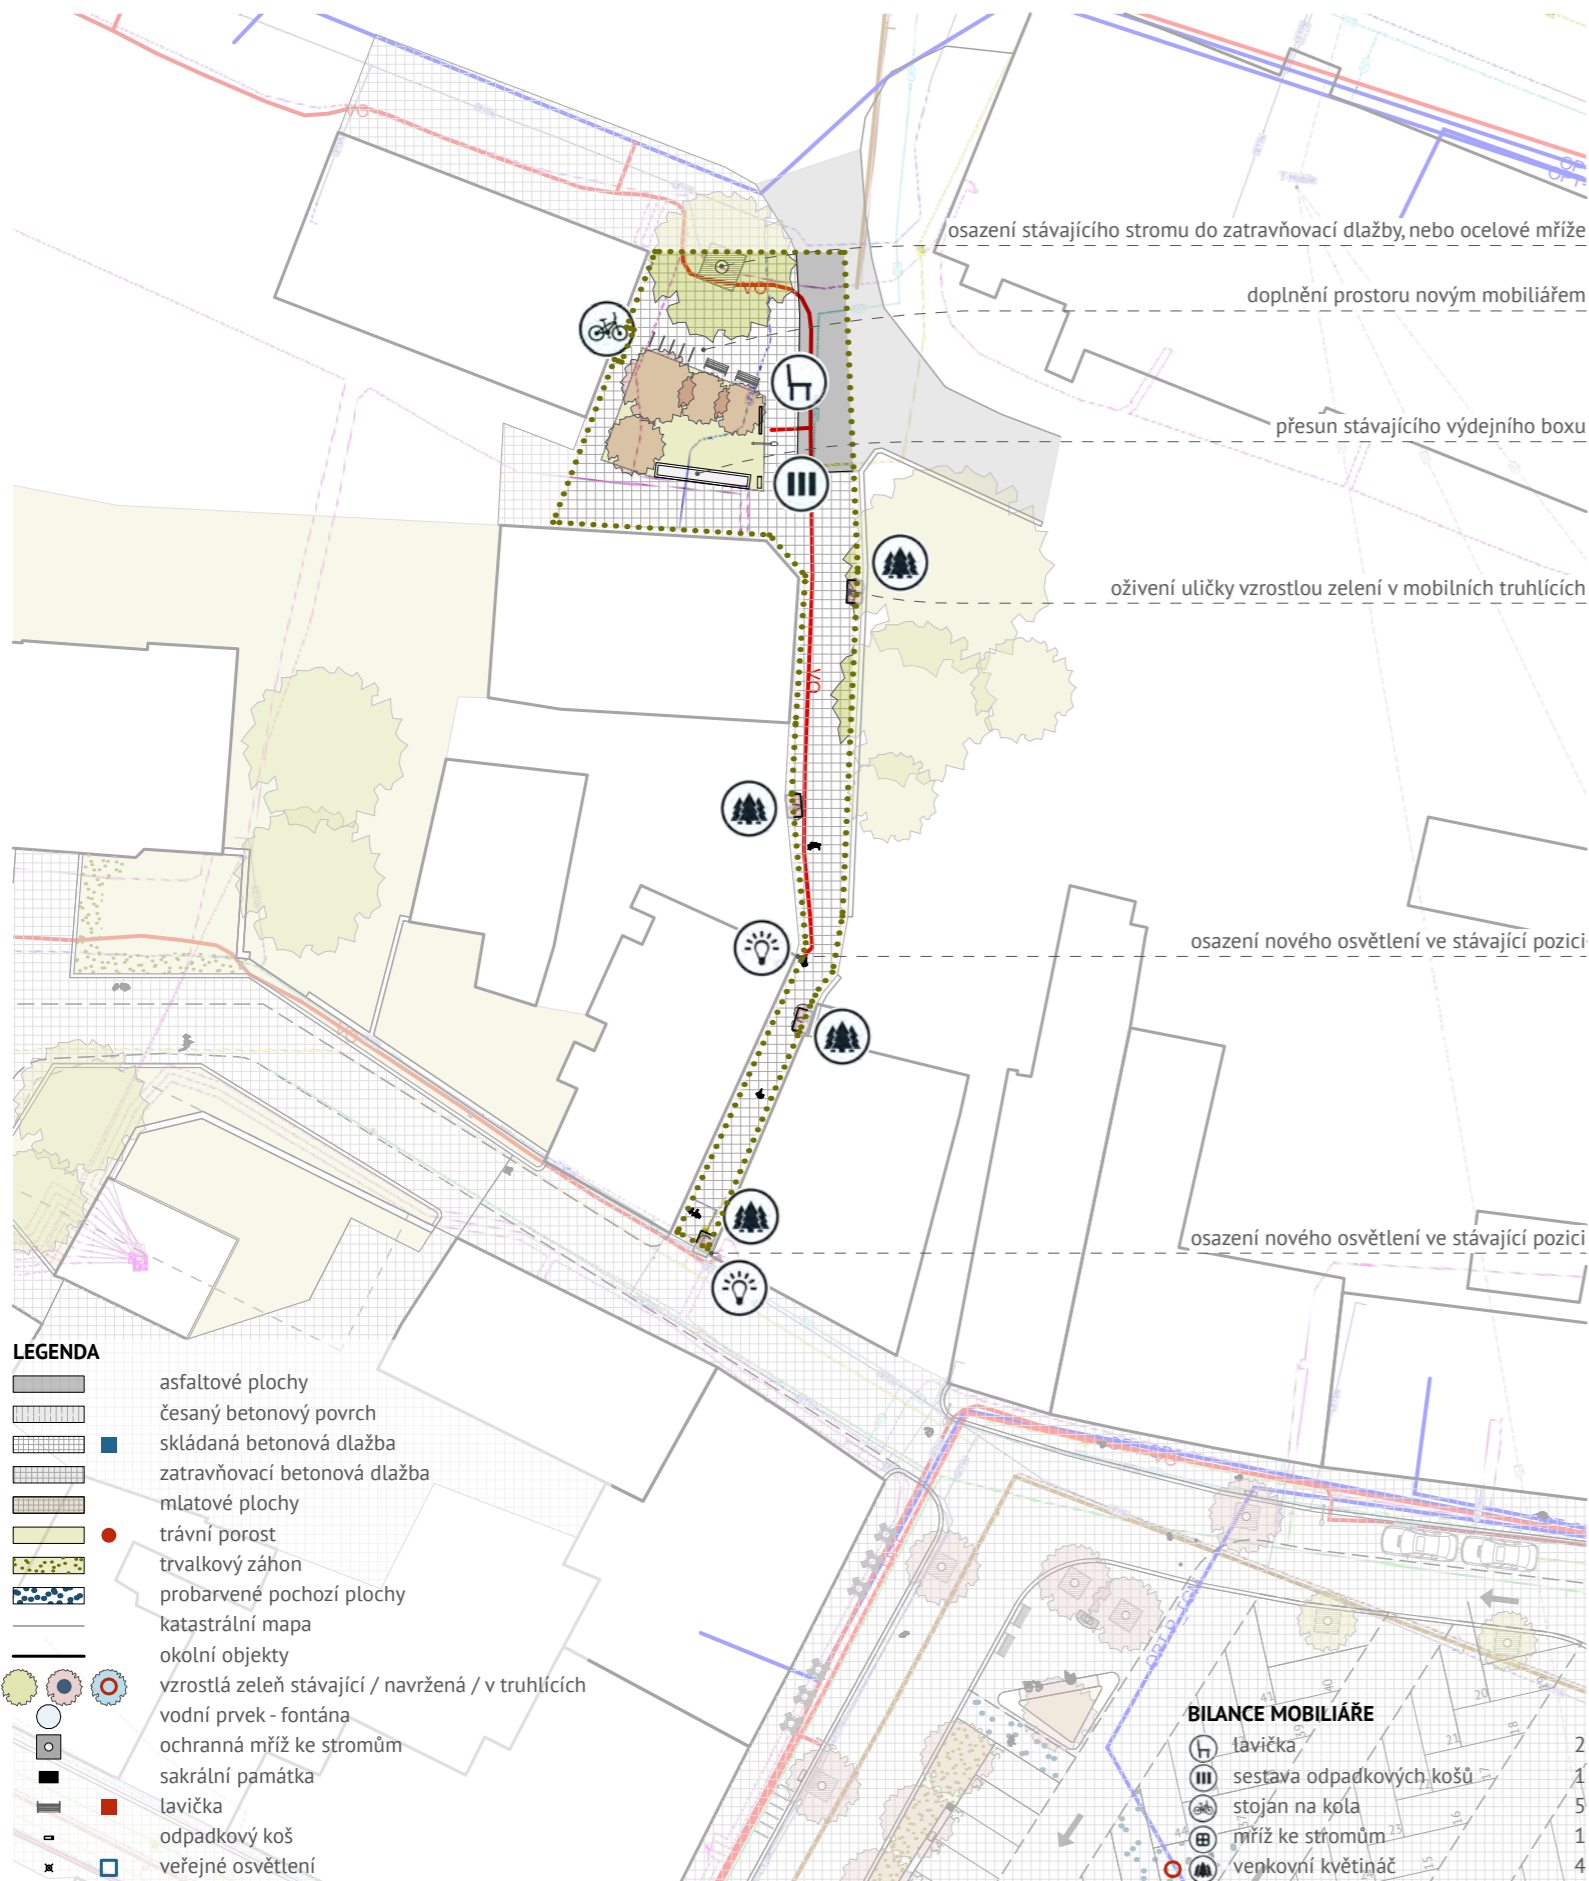 osazení stávajícího stromu do zatravňovací dlažby, nebo ocelové mříže
doplnění prostoru novým mobiliářem
přesun stávajícího výdejního boxu
oživení uličky vzrostlou zelení v mobilních truhlících
osazení nového osvětlení ve stávající pozici
osazení nového osvětlení ve stávající pozici
LEGENDA
asfaltové plochy
česaný betonový povrch
skládaná betonová dlažba
zatravňovací betonová dlažba
mlatové plochy
trávní porost
trvalkový záhon
probarvené pochozí plochy
katastrální mapa
okolní objekty
vzrostlá zeleň stávající / navržená / v truhlících
vodní prvek - fontána
ochranná mříž ke stromům
sakrální památka
lavička
odpadkový koš
veřejné osvětlení
BILANCE MOBILIÁŘE
lavička 2
sestava odpadkových košů 1
stojan na kola 5
mříž ke stromům 1
venkovní květináč 4